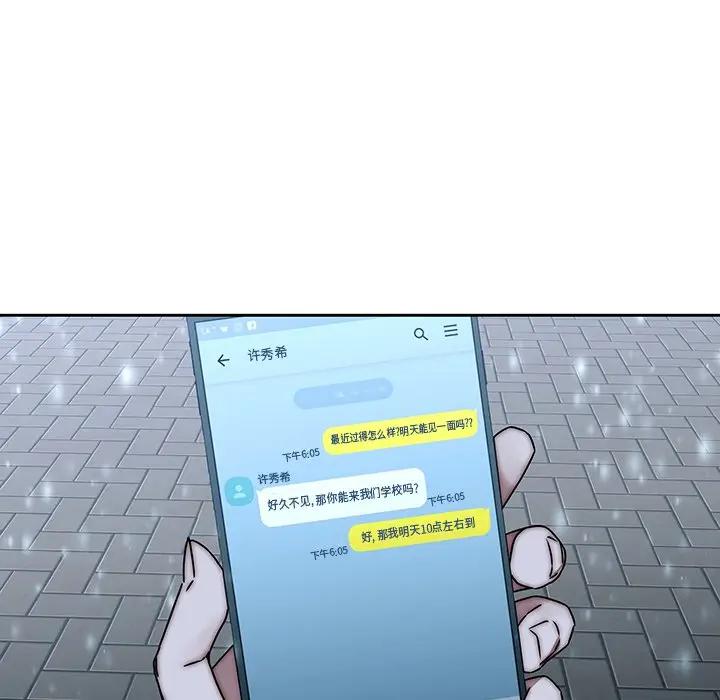 许秀希
最近过得怎么样?明天能见一面吗??
下午6:05
许秀希
好久不见,那你能来我们学校吗?
下午6:05
好,那我明天10点左右到
下午6:05